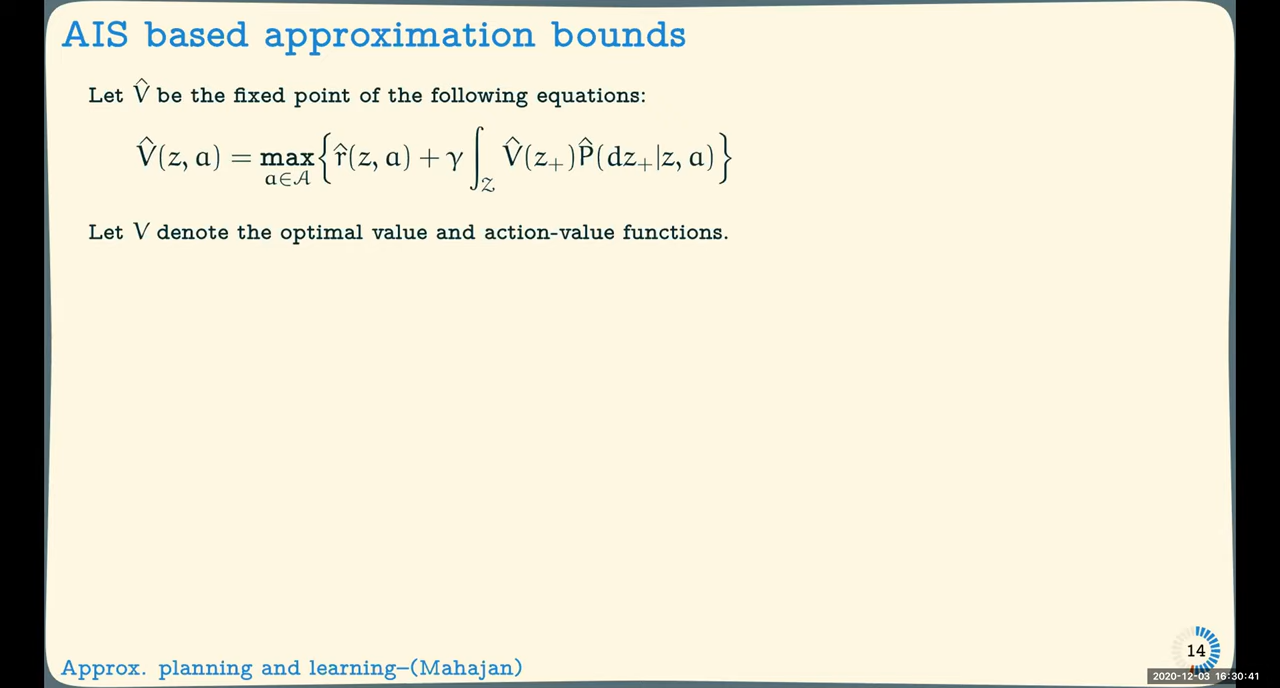 AIS based approximation bounds
Let V̂ be the fixed point of the following equations:
V̂(z, a) = max_{a∈𝒜} { r̂(z, a) + γ ∫_𝒵 V̂(z₊)P̂(dz₊|z, a) }
Let V denote the optimal value and action-value functions.
Approx. planning and learning–(Mahajan)
14
2020-12-03 16:30:41